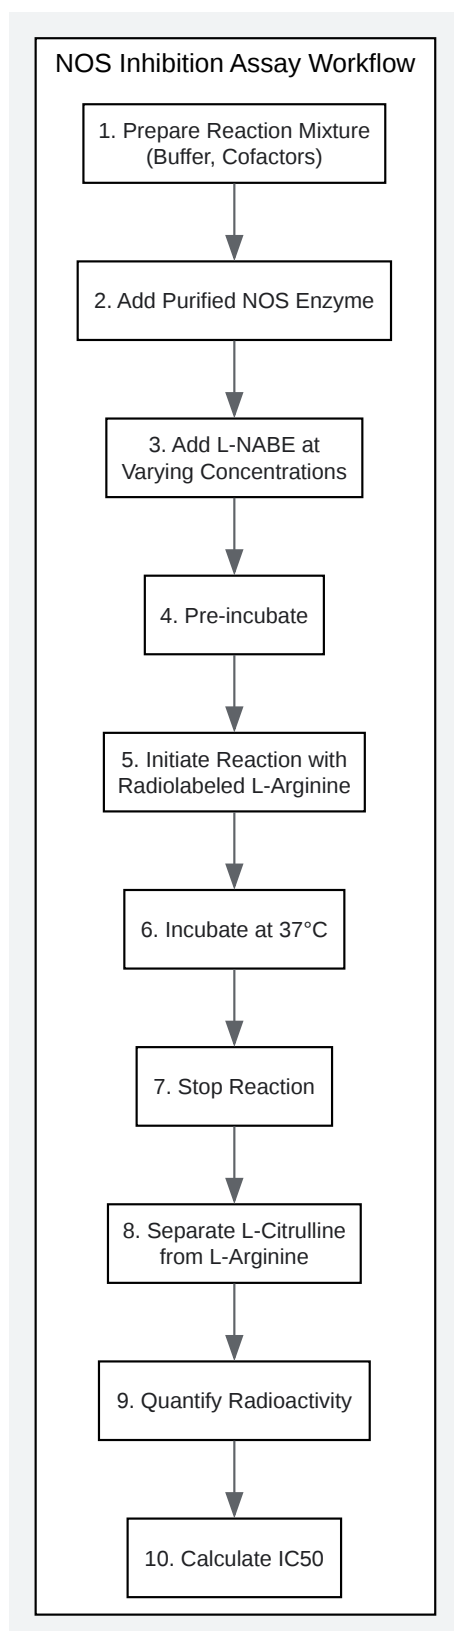 NOS Inhibition Assay Workflow
1. Prepare Reaction Mixture
(Buffer, Cofactors)
2. Add Purified NOS Enzyme
3. Add L-NABE at
Varying Concentrations
4. Pre-incubate
5. Initiate Reaction with
Radiolabeled L-Arginine
6. Incubate at 37°C
7. Stop Reaction
8. Separate L-Citrulline
from L-Arginine
9. Quantify Radioactivity
10. Calculate IC50